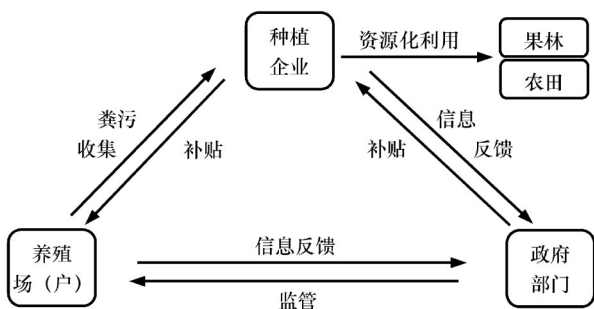 种植
企业
资源化利用
果林
农田
粪污
收集
补贴
补贴
信息
反馈
养殖
场（户）
信息反馈
监管
政府
部门